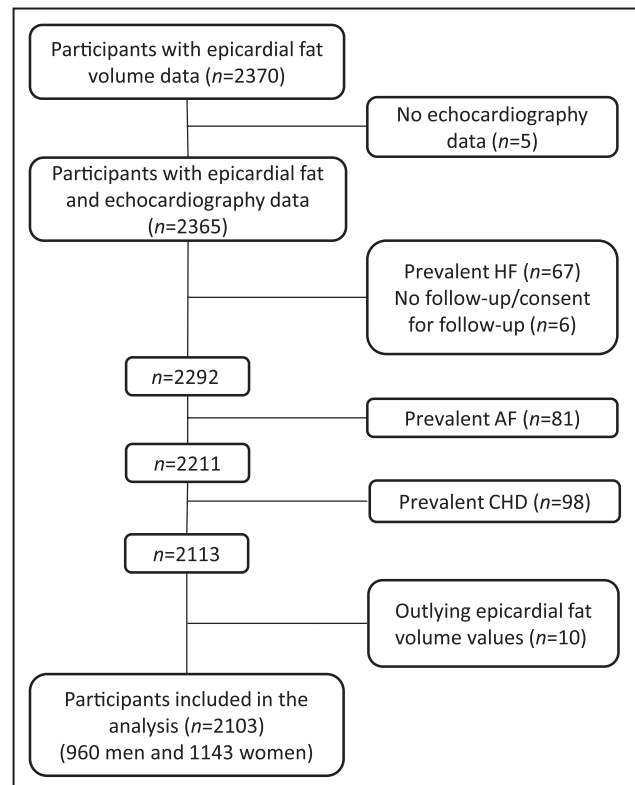 Participants with epicardial fat
volume data (n=2370)
No echocardiography
data (n=5)
Participants with epicardial fat
and echocardiography data
(n=2365)
Prevalent HF (n=67)
No follow-up/consent
for follow-up (n=6)
n=2292
Prevalent AF (n=81)
n=2211
Prevalent CHD (n=98)
n=2113
Outlying epicardial fat
volume values (n=10)
Participants included in the
analysis (n=2103)
(960 men and 1143 women)